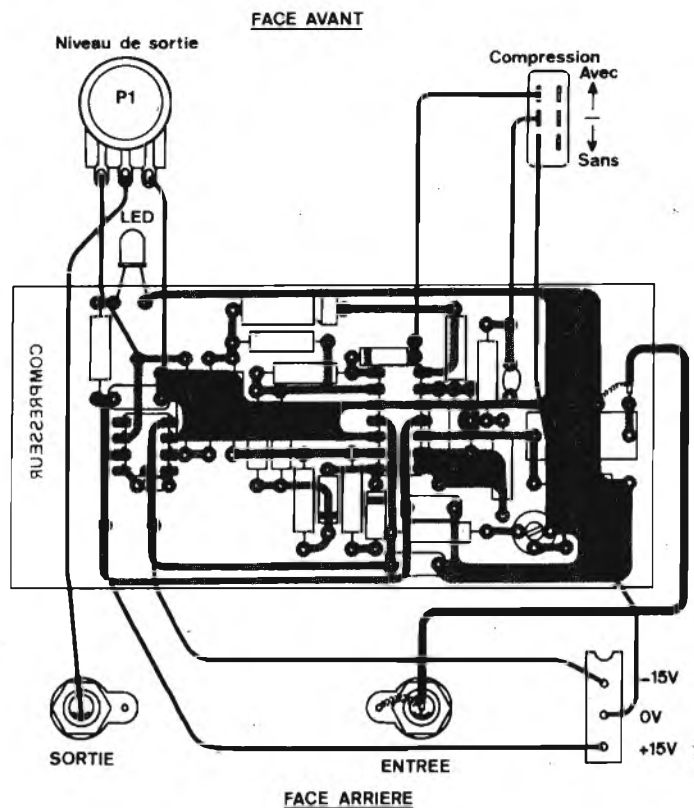 FACE AVANT
Niveau de sortie
P1
Compression
Avec
Sans
LED
COMPRESSEUR
-15V
0V
+15V
SORTIE
ENTREE
FACE ARRIERE